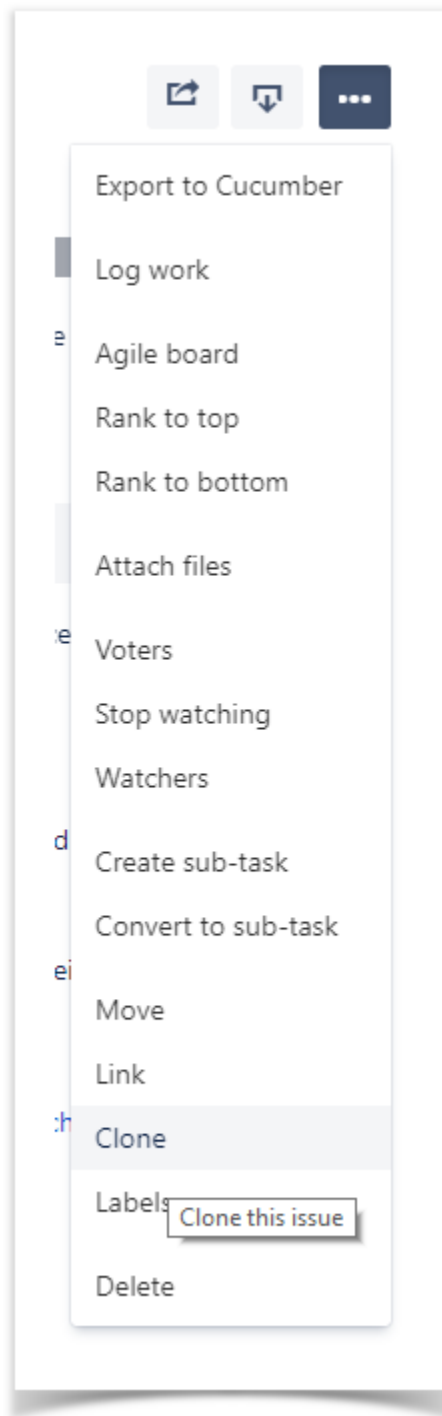 Export to Cucumber
Log work
e
Agile board
Rank to top
Rank to bottom
Attach files
:e
Voters
Stop watching
Watchers
d
Create sub-task
Convert to sub-task
ei
Move
Link
:h
Clone
Labels
Clone this issue
Delete